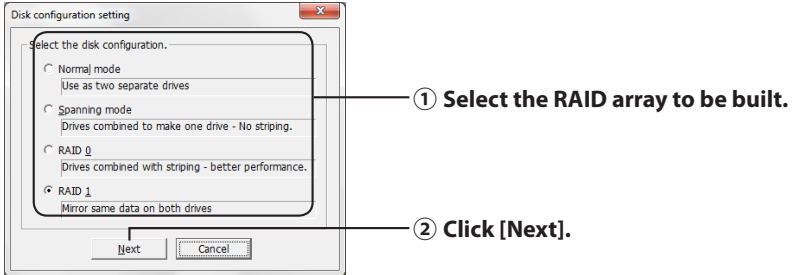 Disk configuration setting
Select the disk configuration.
Normal mode
Use as two separate drives
① Select the RAID array to be built.
Spanning mode
Drives combined to make one drive - No striping.
RAID 0
Drives combined with striping - better performance.
RAID 1
Mirror same data on both drives
② Click [Next].
Next
Cancel